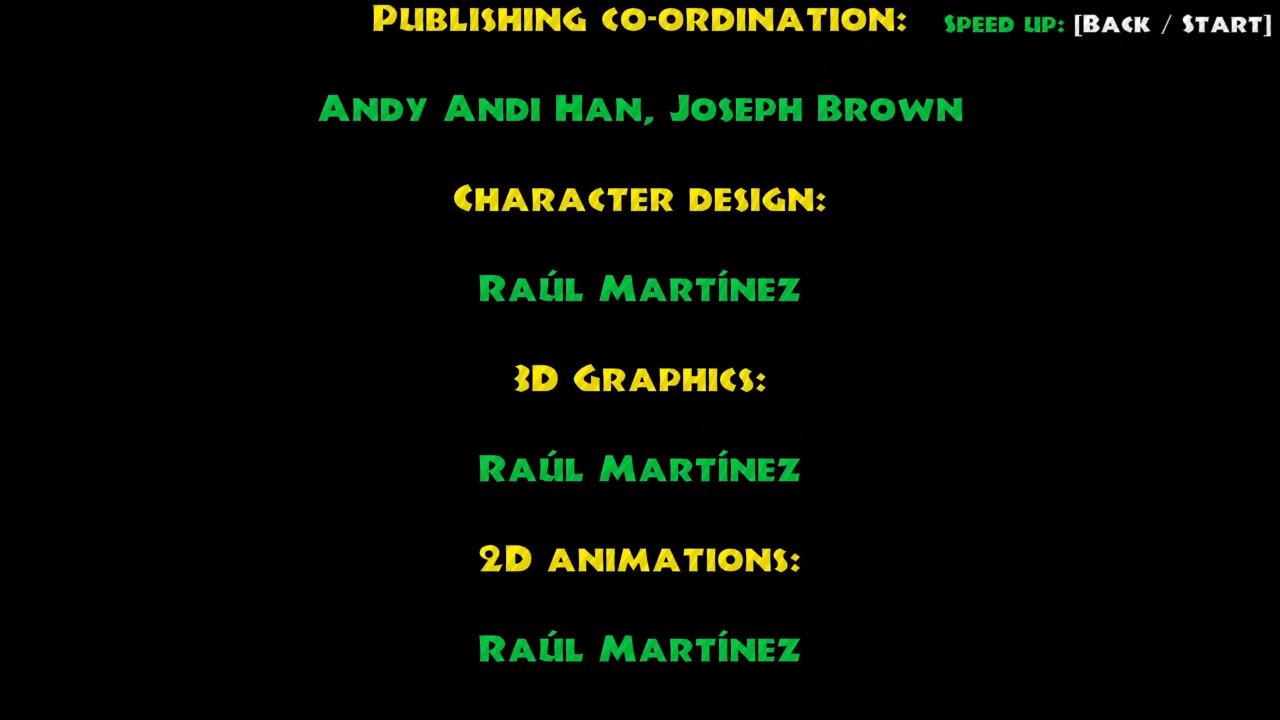 Publishing co-ordination:
Speed up: [Back / Start]
Andy Andi Han, Joseph Brown
Character design:
Raúl Martínez
3D Graphics:
Raúl Martínez
2D animations:
Raúl Martínez